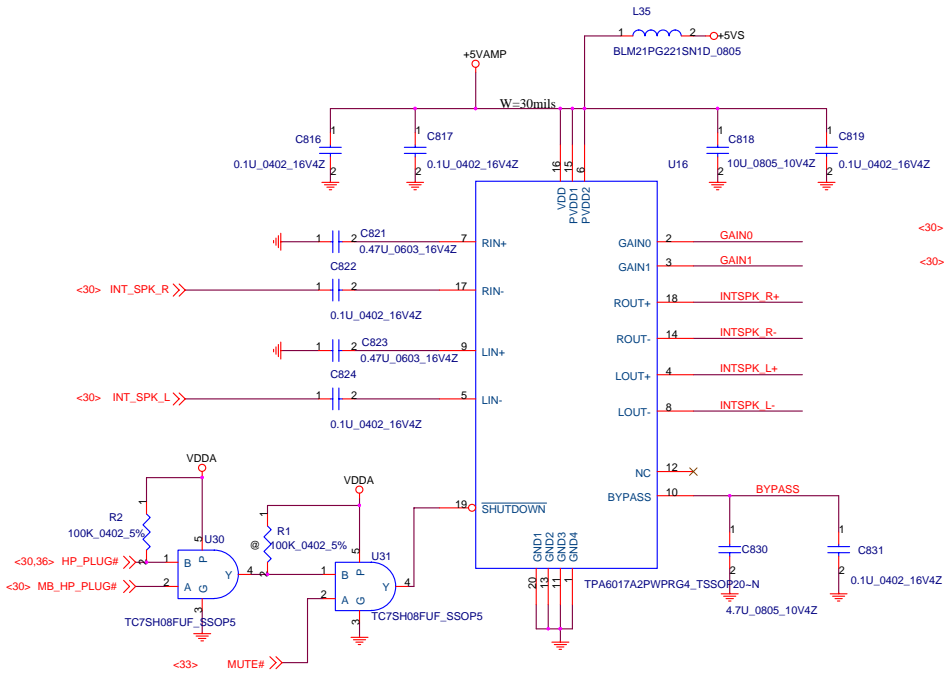 L35
1 2 +5VS
BLM21PG221SN1D_0805
+5VAMP
W=30mils
C816
1
0.1U_0402_16V4Z
2
C817
1
0.1U_0402_16V4Z
2
C818
1
10U_0805_10V4Z
2
C819
1
0.1U_0402_16V4Z
2
U16
16 15 6
VDD PVDD1 PVDD2
C821
1 2 7 RIN+
0.47U_0603_16V4Z
C822
<30> INT_SPK_R 1 2 17 RIN-
0.1U_0402_16V4Z
C823
1 2 9 LIN+
0.47U_0603_16V4Z
C824
<30> INT_SPK_L 1 2 5 LIN-
0.1U_0402_16V4Z
GAIN0 2 GAIN0
GAIN1 3 GAIN1
<30>
<30>
ROUT+ 18 INTSPK_R+
ROUT- 14 INTSPK_R-
LOUT+ 4 INTSPK_L+
LOUT- 8 INTSPK_L-
NC 12
BYPASS 10 BYPASS
C830
1
2
4.7U_0805_10V4Z
C831
1
2
0.1U_0402_16V4Z
19 SHUTDOWN
GND1 GND2 GND3 GND4
20 13 11 1
TPA6017A2PWPRG4_TSSOP20~N
VDDA
1
R2
100K_0402_5%
2
U30
5
<30,36> HP_PLUG# 1 B P
Y 4
<30> MB_HP_PLUG# 2 A G
3
TC7SH08FUF_SSOP5
VDDA
1
R1
@ 100K_0402_5%
2
U31
5
1 B P
Y 4
2 A G
3
TC7SH08FUF_SSOP5
<33> MUTE#